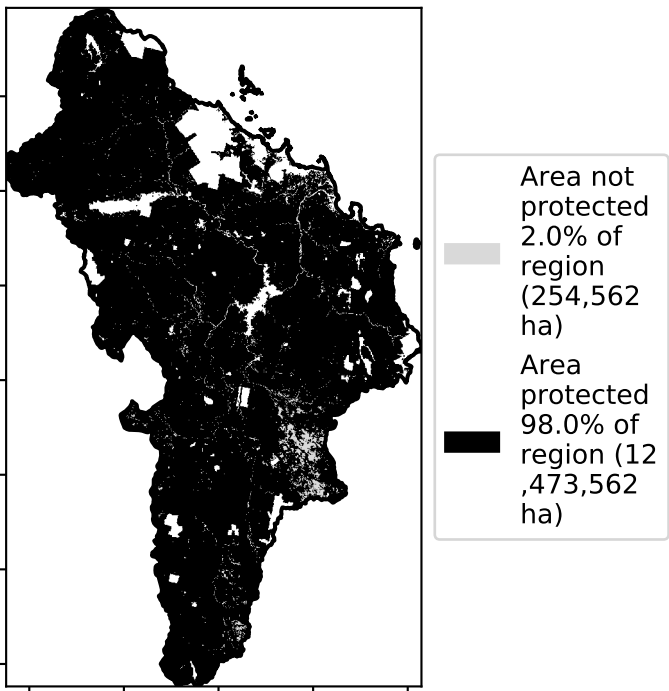 Area not
protected
2.0% of
region
(254,562
ha)
Area
protected
98.0% of
region (12
,473,562
ha)